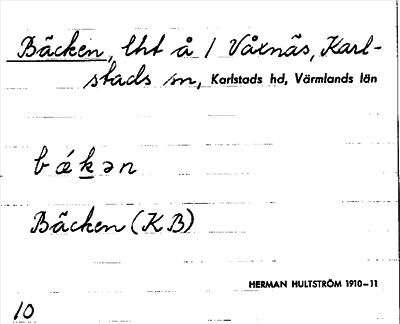 Bäcken, lht å / Våxnäs, Karl-
stads sn, Karlstads hd, Värmlands län
bǽkən
Bäcken (KB)
HERMAN HULTSTRÖM 1910-11
10